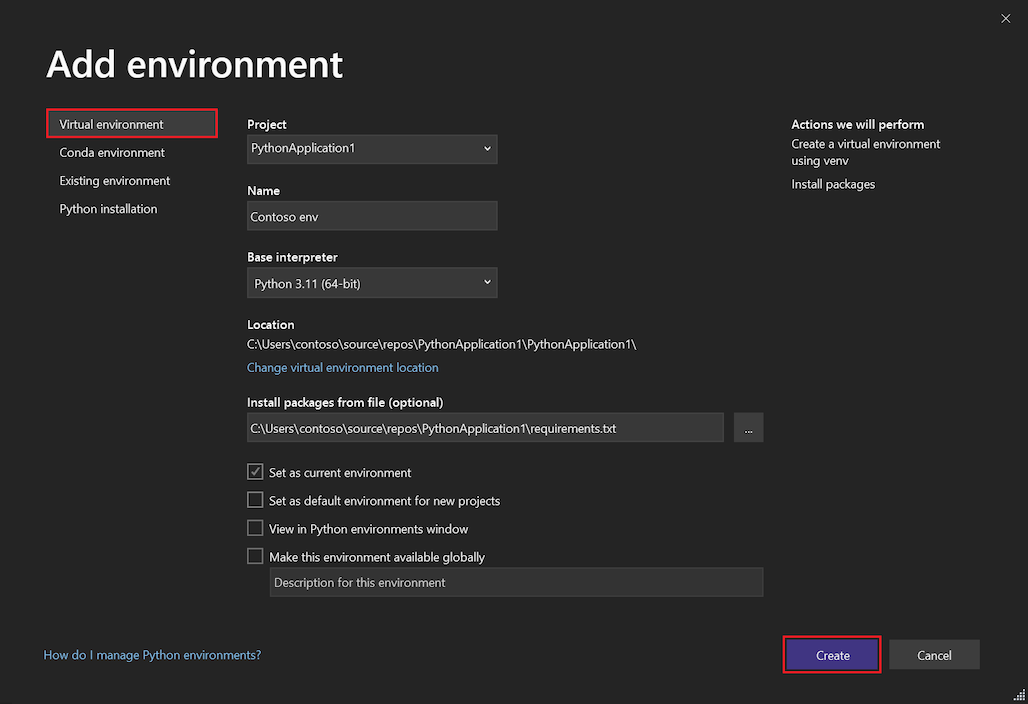 Add environment
Virtual environment
Conda environment
Existing environment
Python installation
Project
PythonApplication1
Name
Contoso env
Base interpreter
Python 3.11 (64-bit)
Location
C:\Users\contoso\source\repos\PythonApplication1\PythonApplication1\
Change virtual environment location
Install packages from file (optional)
C:\Users\contoso\source\repos\PythonApplication1\requirements.txt
...
Set as current environment
Set as default environment for new projects
View in Python environments window
Make this environment available globally
Description for this environment
Actions we will perform
Create a virtual environment
using venv
Install packages
How do I manage Python environments?
Create
Cancel